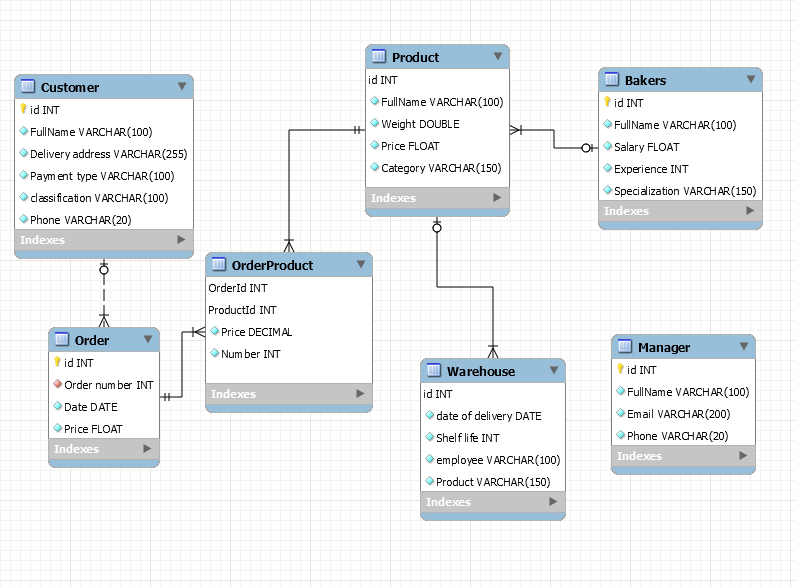 Customer
id INT
FullName VARCHAR(100)
Delivery address VARCHAR(255)
Payment type VARCHAR(100)
classification VARCHAR(100)
Phone VARCHAR(20)
Indexes
Product
id INT
FullName VARCHAR(100)
Weight DOUBLE
Price FLOAT
Category VARCHAR(150)
Indexes
Bakers
id INT
FullName VARCHAR(100)
Salary FLOAT
Experience INT
Specialization VARCHAR(150)
Indexes
OrderProduct
OrderId INT
ProductId INT
Price DECIMAL
Number INT
Indexes
Order
id INT
Order number INT
Date DATE
Price FLOAT
Indexes
Warehouse
id INT
date of delivery DATE
Shelf life INT
employee VARCHAR(100)
Product VARCHAR(150)
Indexes
Manager
id INT
FullName VARCHAR(100)
Email VARCHAR(200)
Phone VARCHAR(20)
Indexes